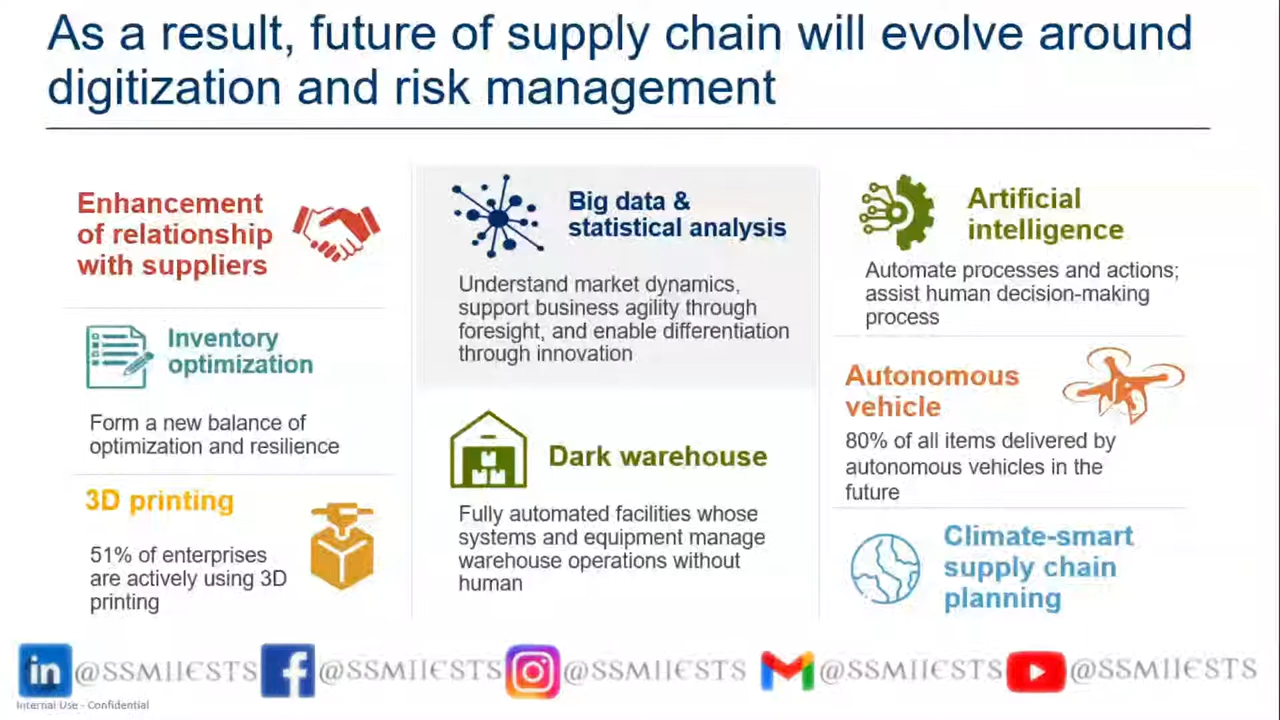 As a result, future of supply chain will evolve around
digitization and risk management
Enhancement
of relationship
with suppliers
Inventory
optimization
Form a new balance of
optimization and resilience
3D printing
51% of enterprises
are actively using 3D
printing
Big data &
statistical analysis
Understand market dynamics,
support business agility through
foresight, and enable differentiation
through innovation
Dark warehouse
Fully automated facilities whose
systems and equipment manage
warehouse operations without
human
Artificial
intelligence
Automate processes and actions;
assist human decision-making
process
Autonomous
vehicle
80% of all items delivered by
autonomous vehicles in the
future
Climate-smart
supply chain
planning
in @SSMIIESTS f @SSMIIESTS @SSMIIESTS @SSMIIESTS @SSMIIESTS
Internal Use - Confidential